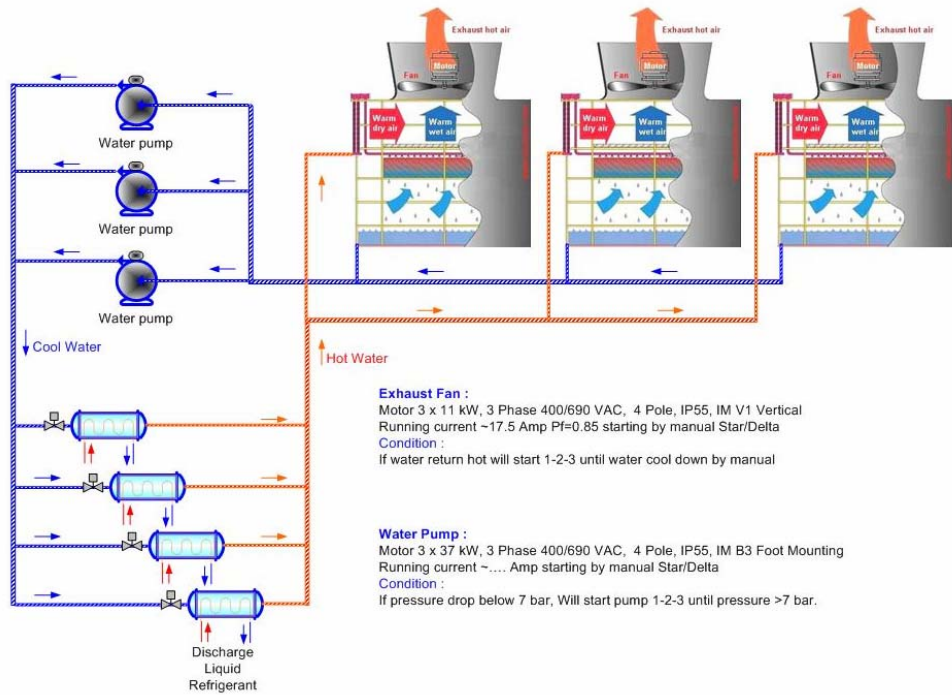 Exhaust hot air
Exhaust hot air
Exhaust hot air
Motor
Motor
Motor
Fan
Fan
Fan
Warm
dry air
Warm
wet air
Warm
dry air
Warm
wet air
Warm
dry air
Warm
wet air
Water pump
Water pump
Water pump
Cool Water
Hot Water
Exhaust Fan :
Motor 3 x 11 kW, 3 Phase 400/690 VAC, 4 Pole, IP55, IM V1 Vertical
Running current ~17.5 Amp Pf=0.85 starting by manual Star/Delta
Condition :
If water return hot will start 1-2-3 until water cool down by manual
Water Pump :
Motor 3 x 37 kW, 3 Phase 400/690 VAC, 4 Pole, IP55, IM B3 Foot Mounting
Running current ~.... Amp starting by manual Star/Delta
Condition :
If pressure drop below 7 bar, Will start pump 1-2-3 until pressure >7 bar.
Discharge
Liquid
Refrigerant